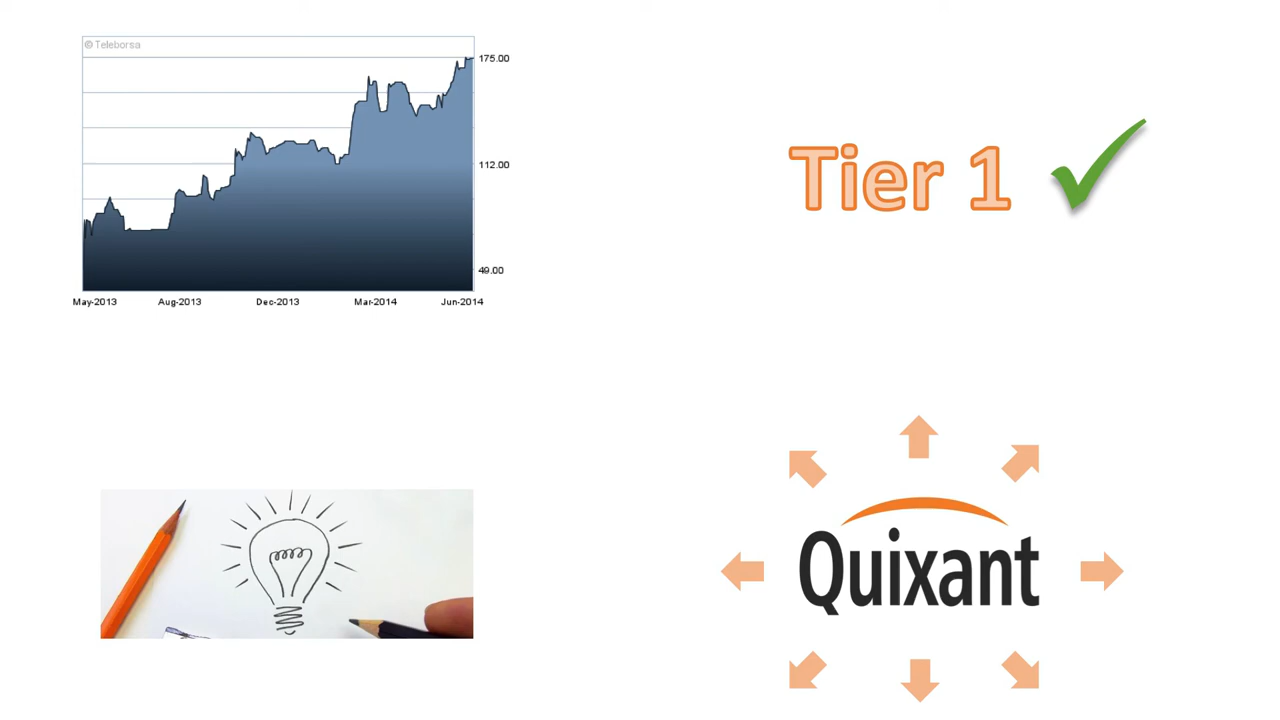 © Teleborsa
175.00
112.00
49.00
May-2013 Aug-2013 Dec-2013 Mar-2014 Jun-2014
Tier 1
Quixant